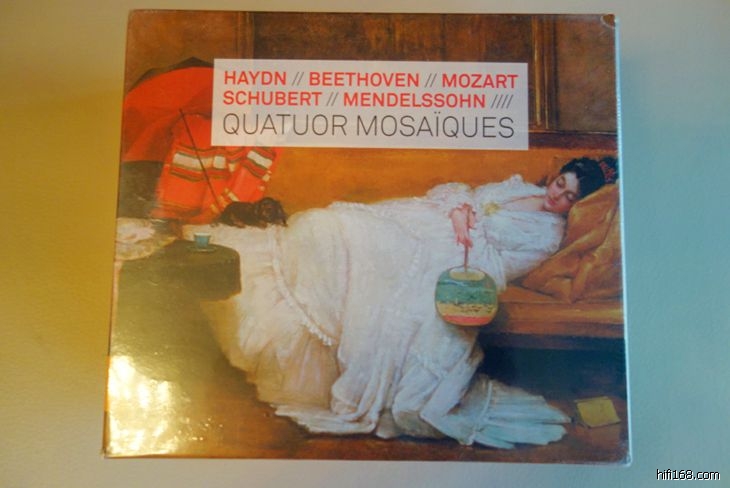 HAYDN // BEETHOVEN // MOZART
SCHUBERT // MENDELSSOHN ////
QUATUOR MOSAÏQUES
hifi168.com